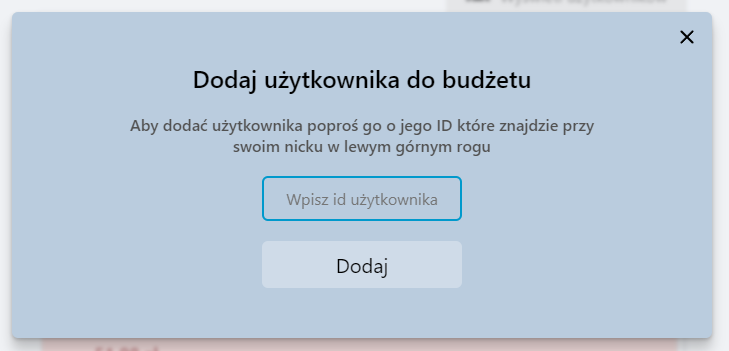 Dodaj użytkownika do budżetu
Aby dodać użytkownika poproś go o jego ID które znajdzie przy
swoim nicku w lewym górnym rogu
Wpisz id użytkownika
Dodaj